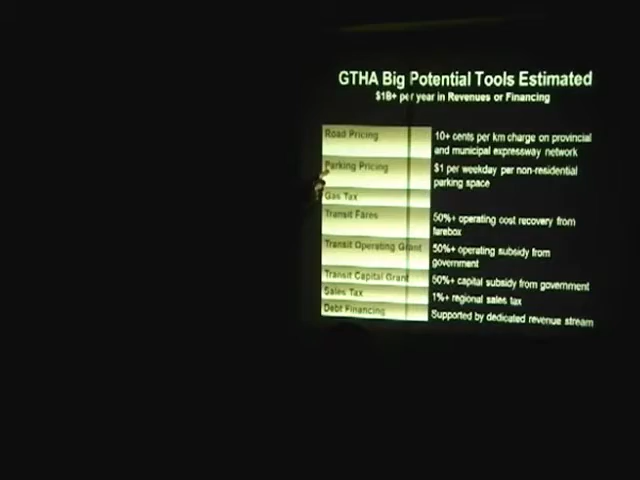 GTHA Big Potential Tools Estimated
$1B+ per year in Revenues or Financing
Road Pricing
10+ cents per km charge on provincial
and municipal expressway network
Parking Pricing
$1 per weekday per non-residential
parking space
Gas Tax
Transit Fares
50%+ operating cost recovery from
farebox
Transit Operating Grant
50%+ operating subsidy from
government
Transit Capital Grant
50%+ capital subsidy from government
Sales Tax
1%+ regional sales tax
Debt Financing
Supported by dedicated revenue stream